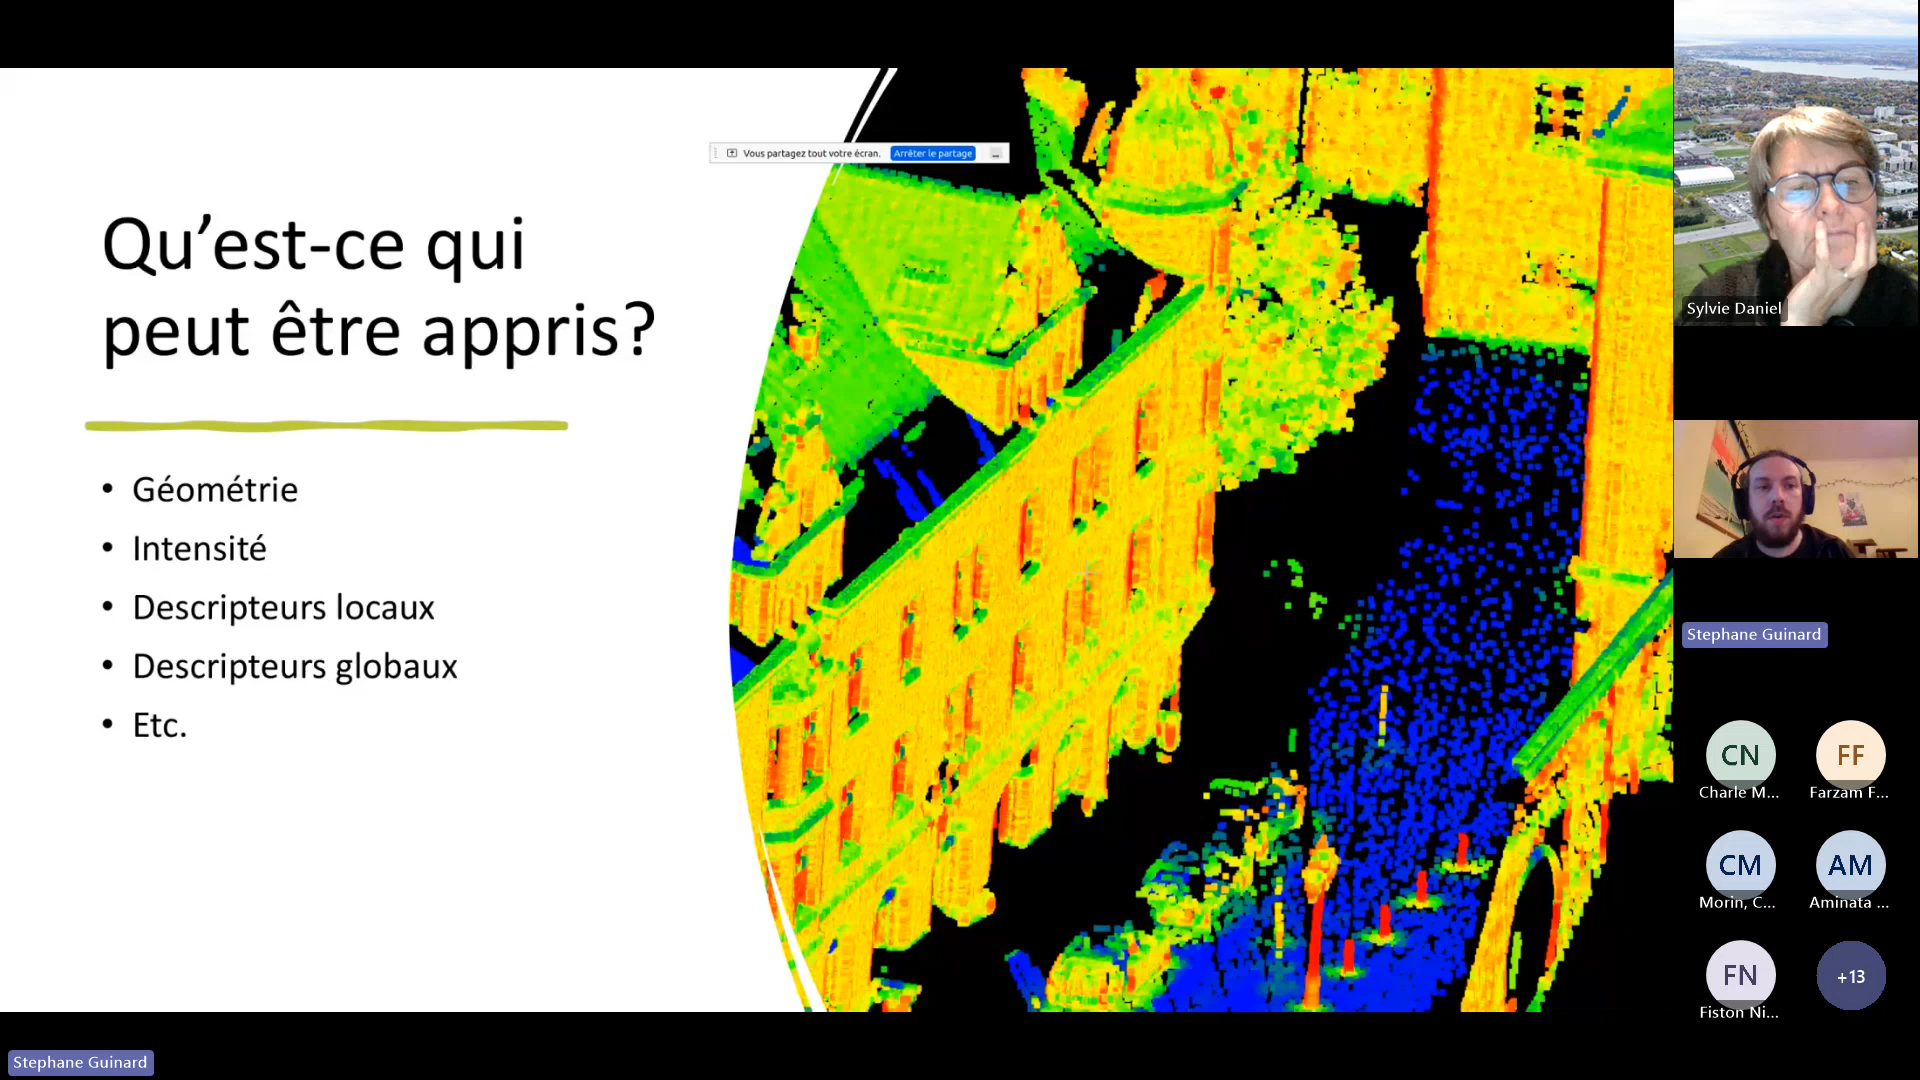 Vous partagez tout votre écran. Arrêter le partage
Qu’est-ce qui
peut être appris?
• Géométrie
• Intensité
• Descripteurs locaux
• Descripteurs globaux
• Etc.
Sylvie Daniel
Stephane Guinard
CN
FF
Charle M...
Farzam F...
CM
AM
Morin, C...
Aminata ...
FN
+13
Fiston Ni...
Stephane Guinard